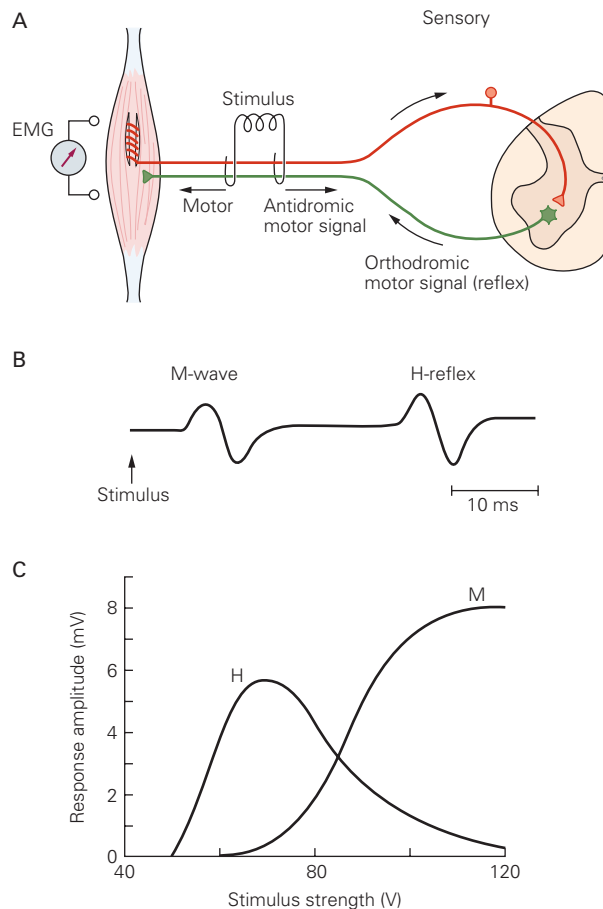 A
Sensory
Stimulus
EMG
Motor
Antidromic
motor signal
Orthodromic
motor signal (reflex)
B
M-wave
H-reflex
Stimulus
10 ms
C
Response amplitude (mV)
8
6
4
2
0
M
H
40
60
80
120
Stimulus strength (V)